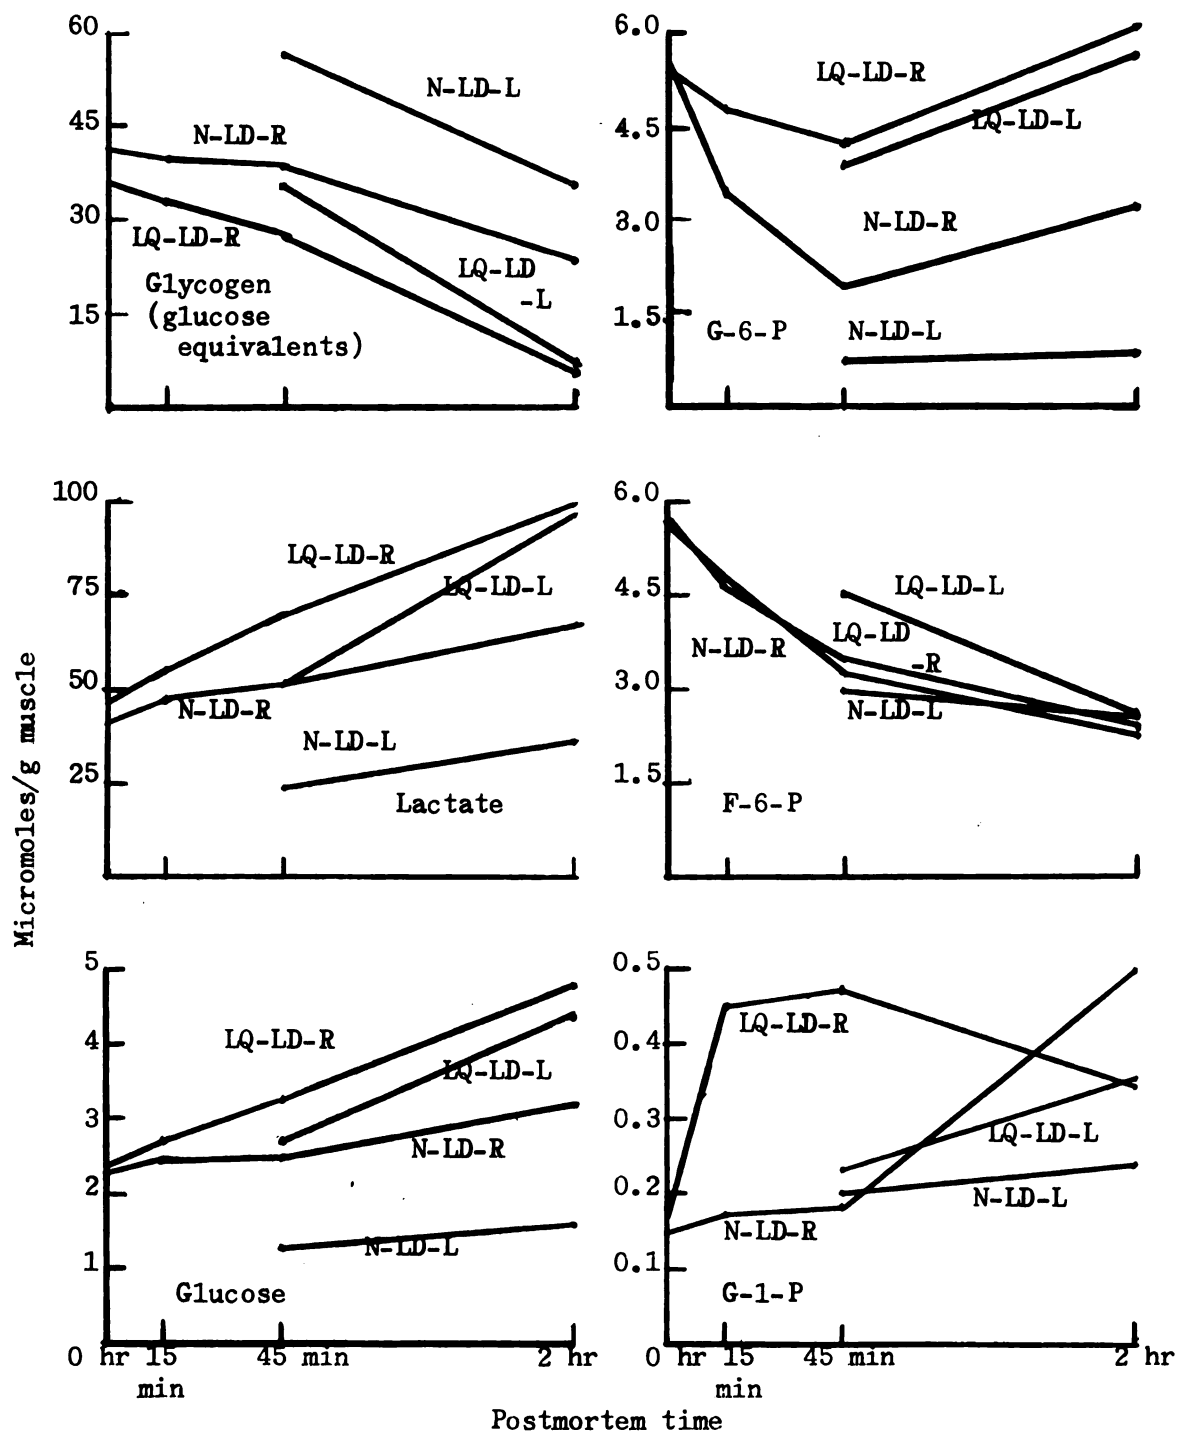 60
45
30
15
N-LD-L
N-LD-R
LQ-LD-R
LQ-LD
-L
Glycogen
(glucose
equivalents)
6.0
4.5
3.0
1.5
LQ-LD-R
LQ-LD-L
N-LD-R
N-LD-L
G-6-P
Micromoles/g muscle
100
75
50
25
LQ-LD-R
LQ-LD-L
N-LD-R
N-LD-L
Lactate
6.0
4.5
3.0
1.5
LQ-LD-L
LQ-LD
-R
N-LD-R
N-LD-L
F-6-P
5
4
3
2
1
LQ-LD-R
LQ-LD-L
N-LD-R
N-LD-L
Glucose
0 hr 15 45 min 2 hr
min
0.5
0.4
0.3
0.2
0.1
LQ-LD-R
LQ-LD-L
N-LD-L
N-LD-R
G-1-P
0 hr 15 45 min 2 hr
min
Postmortem time